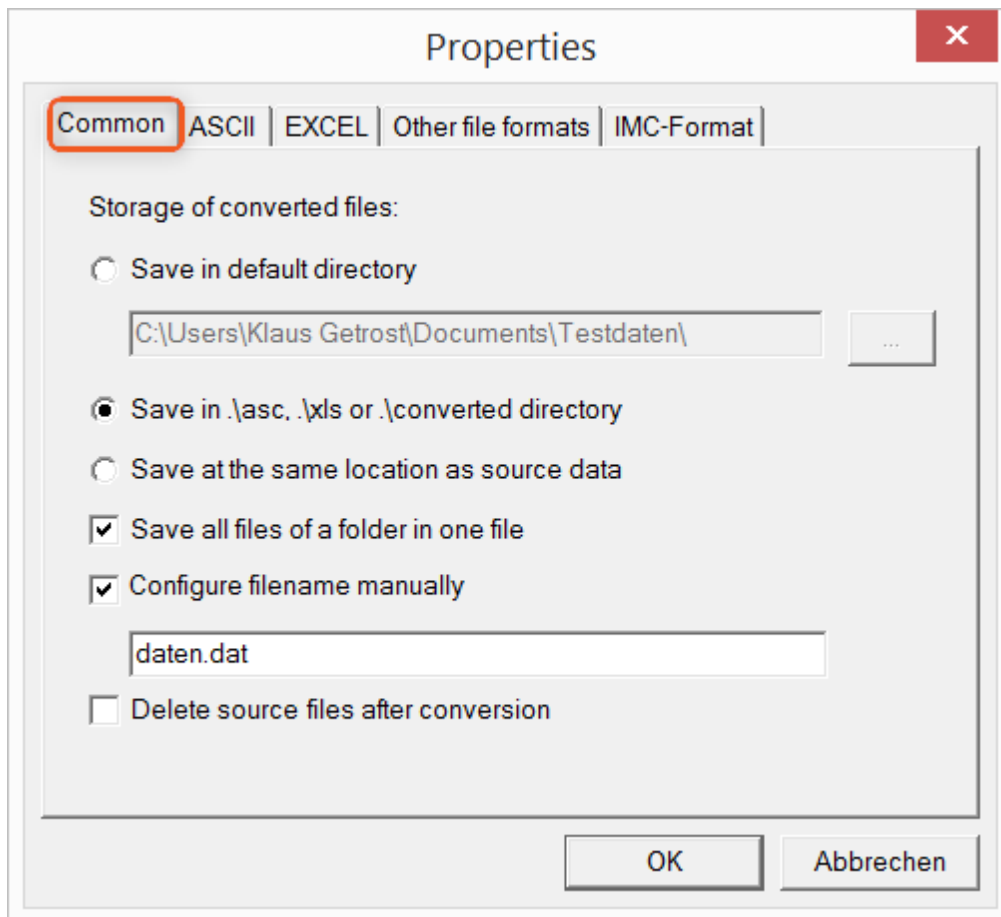 Properties
Common ASCII EXCEL Other file formats IMC-Format
Storage of converted files:
Save in default directory
C:\Users\Klaus Getrost\Documents\Testdaten\
...
Save in .\asc, .\xls or .\converted directory
Save at the same location as source data
Save all files of a folder in one file
Configure filename manually
daten.dat
Delete source files after conversion
OK Abbrechen